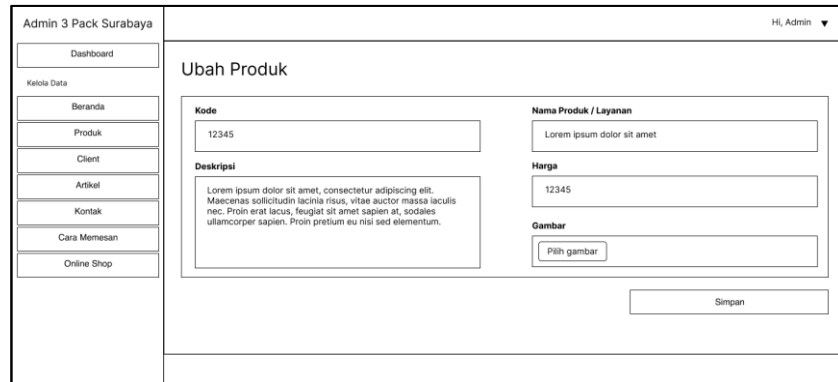 Admin 3 Pack Surabaya
Hi, Admin
Dashboard
Kelola Data
Beranda
Produk
Client
Artikel
Kontak
Cara Memesan
Online Shop
Ubah Produk
Kode
12345
Nama Produk / Layanan
Lorem ipsum dolor sit amet
Deskripsi
Lorem ipsum dolor sit amet, consectetur adipiscing elit.
Maecenas sollicitudin lacinia risus, vitae auctor massa iaculis
nec. Proin erat lacus, feugiat sit amet sapien at, sodales
ullamcorper sapien. Proin pretium eu nisi sed elementum.
Harga
12345
Gambar
Pilih gambar
Simpan